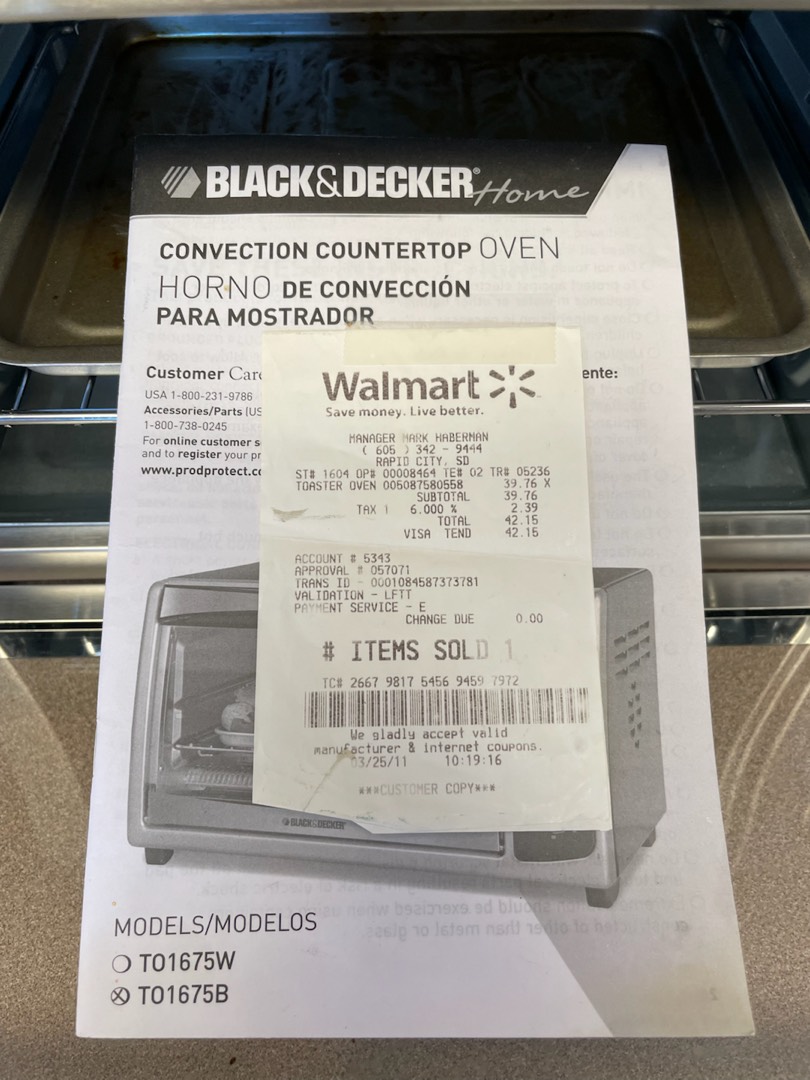 BLACK&DECKER® Home
CONVECTION COUNTERTOP OVEN
HORNO DE CONVECCIÓN
PARA MOSTRADOR
Customer
USA 1-800-231-9786
Accessories/Parts
1-800-738-0245
For online customer
and to register your
Walmart
Save money. Live better.
MANAGER MARK HABERMAN
( 605 ) 342 - 9444
RAPID CITY, SD
ST# 1604 OP# 00008464 TE# 02 TR# 05236
TOASTER OVEN 005087580558 39.76 X
SUBTOTAL 39.76
TAX 1 6.000 % 2.39
TOTAL 42.15
VISA TEND 42.15
ACCOUNT # 5343
APPROVAL # 057071
TRANS ID - 0001084587373781
VALIDATION - LFTT
PAYMENT SERVICE - E
CHANGE DUE 0.00
# ITEMS SOLD 1
TC# 2667 9817 5456 9459 7972
We gladly accept valid
manufacturer & internet coupons.
03/25/11 10:19:16
***CUSTOMER COPY***
BLACK&DECKER
MODELS/MODELOS
TO1675W
TO1675B